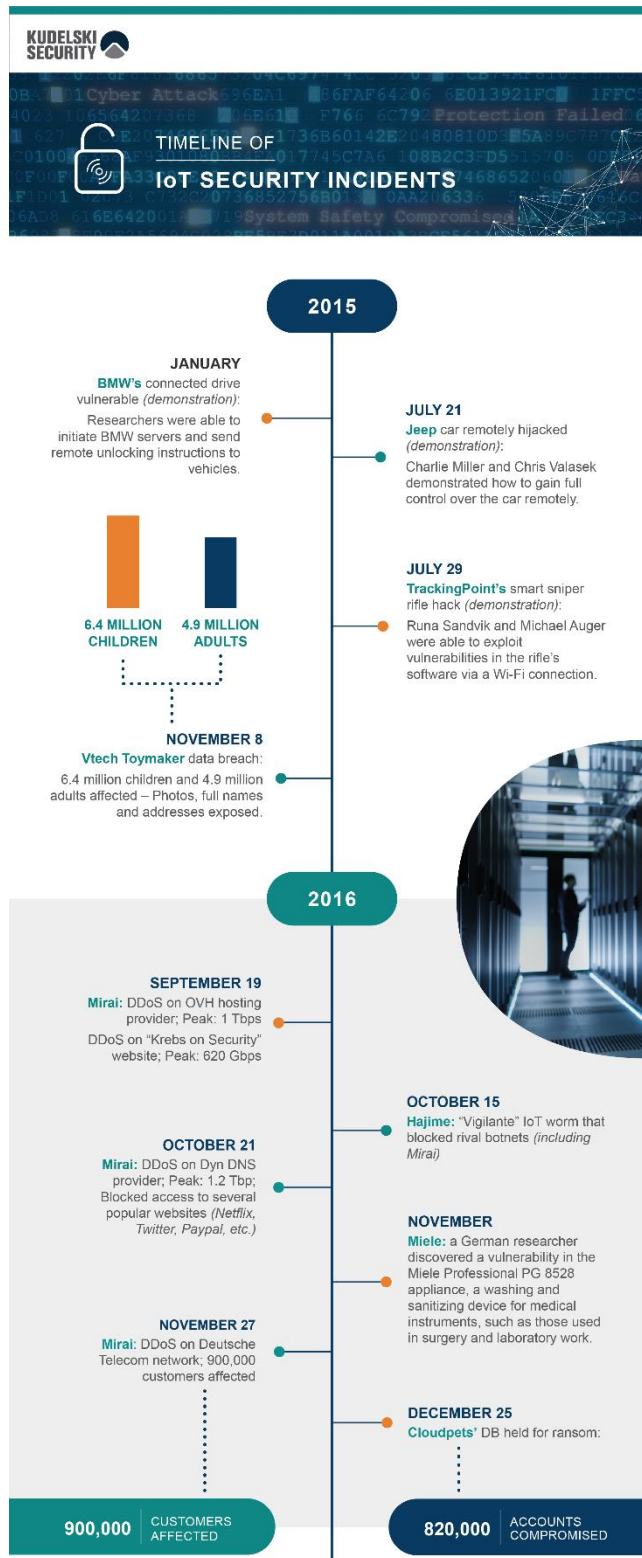 KUDELSKI
SECURITY
Cyber Attack
Protection Failed
TIMELINE OF
IoT SECURITY INCIDENTS
System Safety Compromised
2015
JANUARY
BMW's connected drive
vulnerable (demonstration):
Researchers were able to
initiate BMW servers and send
remote unlocking instructions to
vehicles.
JULY 21
Jeep car remotely hijacked
(demonstration):
Charlie Miller and Chris Valasek
demonstrated how to gain full
control over the car remotely.
6.4 MILLION
CHILDREN
4.9 MILLION
ADULTS
JULY 29
TrackingPoint's smart sniper
rifle hack (demonstration):
Runa Sandvik and Michael Auger
were able to exploit
vulnerabilities in the rifle's
software via a Wi-Fi connection.
NOVEMBER 8
Vtech Toymaker data breach:
6.4 million children and 4.9 million
adults affected – Photos, full names
and addresses exposed.
2016
SEPTEMBER 19
Mirai: DDoS on OVH hosting
provider; Peak: 1 Tbps
DDoS on “Krebs on Security”
website; Peak: 620 Gbps
OCTOBER 15
Hajime: “Vigilante” IoT worm that
blocked rival botnets (including
Mirai)
OCTOBER 21
Mirai: DDoS on Dyn DNS
provider; Peak: 1.2 Tbp;
Blocked access to several
popular websites (Netflix,
Twitter, Paypal, etc.)
NOVEMBER
Miele: a German researcher
discovered a vulnerability in the
Miele Professional PG 8528
appliance, a washing and
sanitizing device for medical
instruments, such as those used
in surgery and laboratory work.
NOVEMBER 27
Mirai: DDoS on Deutsche
Telecom network; 900,000
customers affected
DECEMBER 25
Cloudpets' DB held for ransom:
900,000 CUSTOMERS
AFFECTED
820,000 ACCOUNTS
COMPROMISED